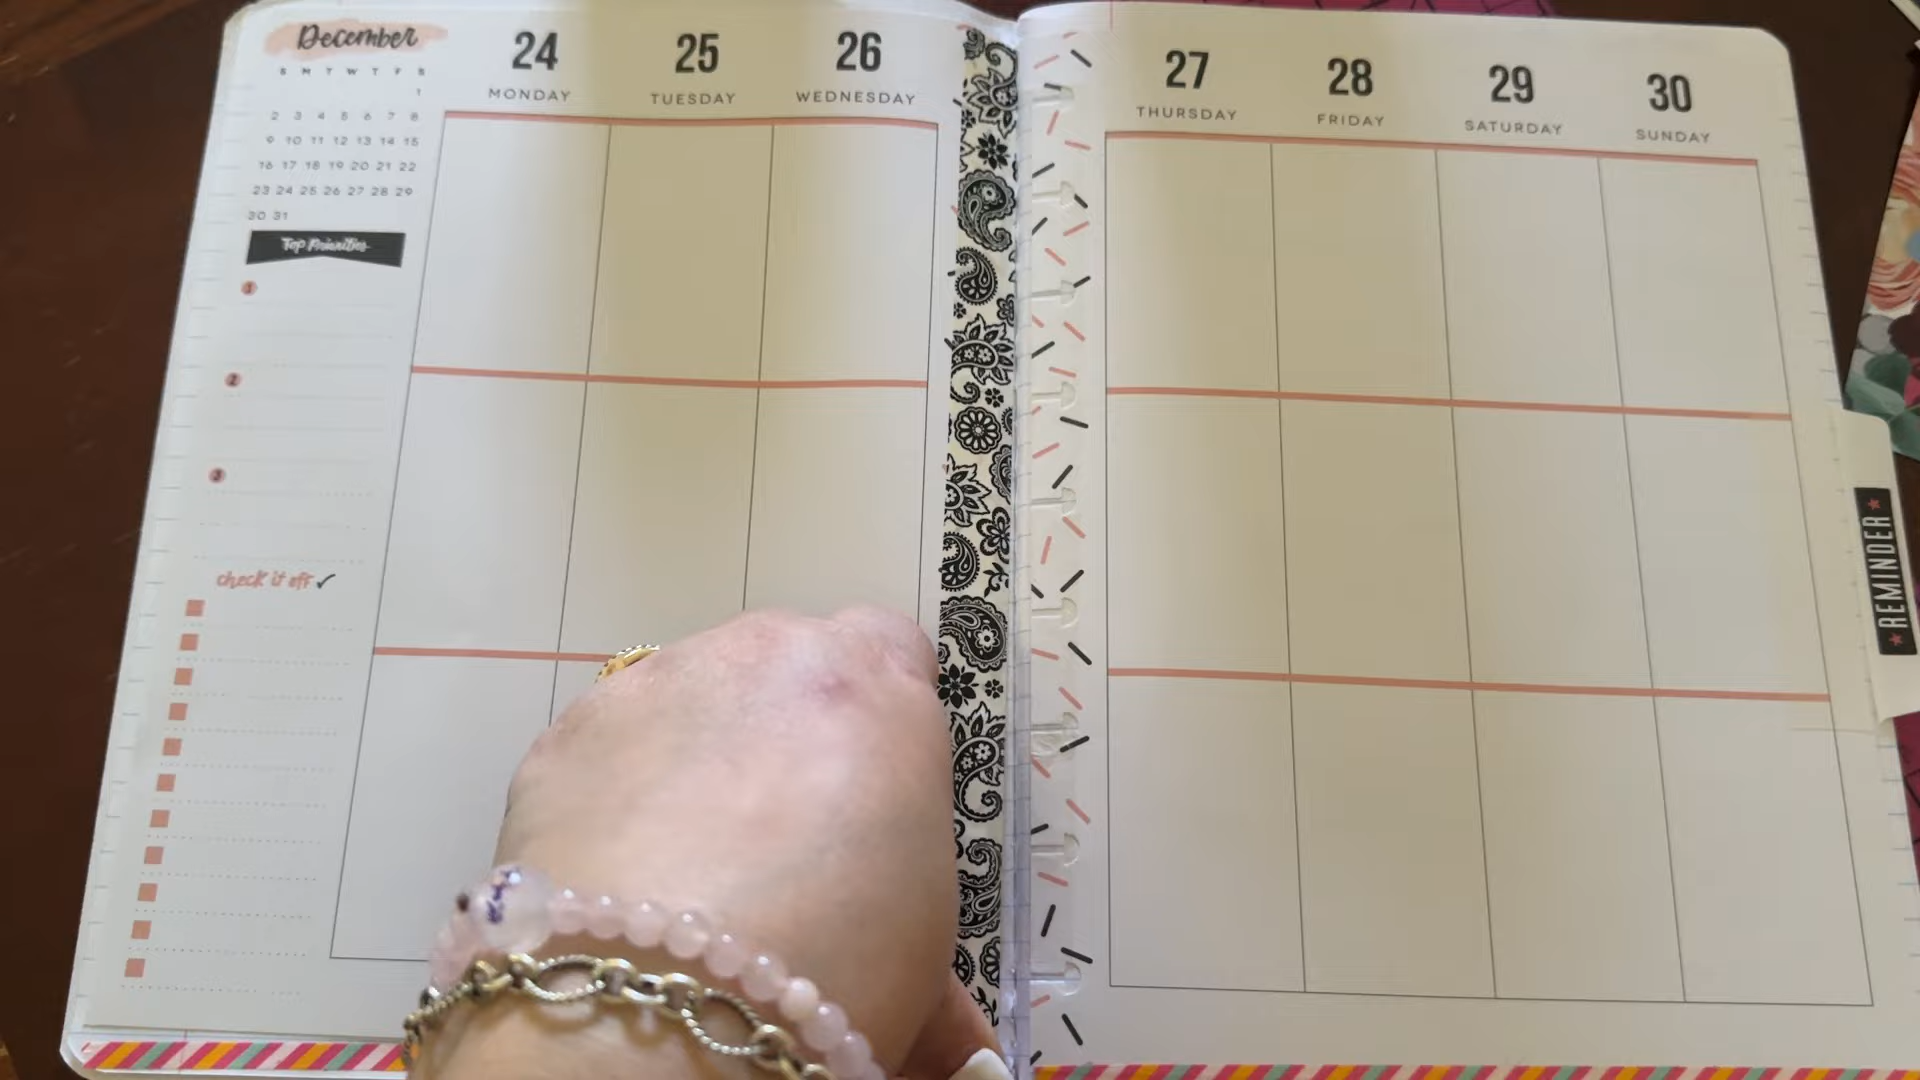 December
S M T W T F S
1
2 3 4 5 6 7 8
9 10 11 12 13 14 15
16 17 18 19 20 21 22
23 24 25 26 27 28 29
30 31
Top Priorities
1
2
3
check it off ✓
24
MONDAY
25
TUESDAY
26
WEDNESDAY
27
THURSDAY
28
FRIDAY
29
SATURDAY
30
SUNDAY
REMINDER